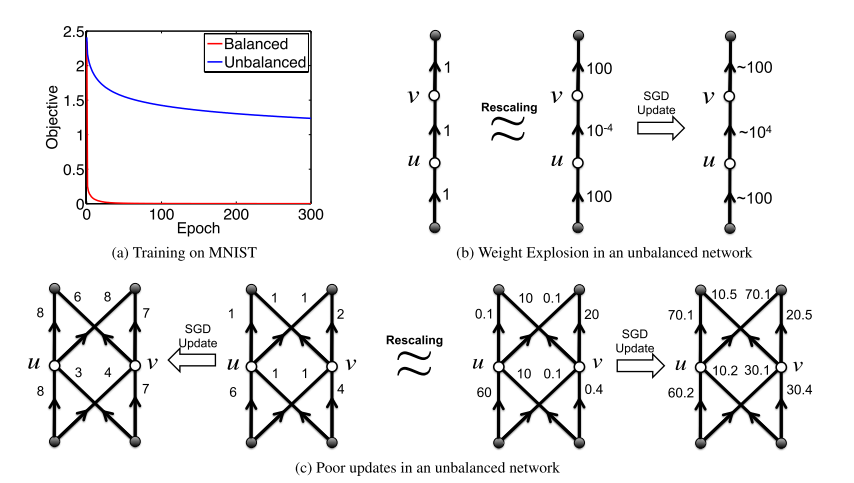 2.5
2
1.5
1
0.5
0
0 100 200 300
Objective
Epoch
Balanced
Unbalanced
(a) Training on MNIST
1
v
1
u
1
Rescaling
≈
100
v
10-4
u
100
SGD
Update
~100
v
~10⁴
u
~100
(b) Weight Explosion in an unbalanced network
6 8
8 7
u v
3 4
8 7
SGD
Update
1 1
1 2
u v
1 1
6 4
Rescaling
≈
10 0.1
0.1 20
u v
10 0.1
60 0.4
SGD
Update
10.5 70.1
70.1 20.5
u v
10.2 30.1
60.2 30.4
(c) Poor updates in an unbalanced network